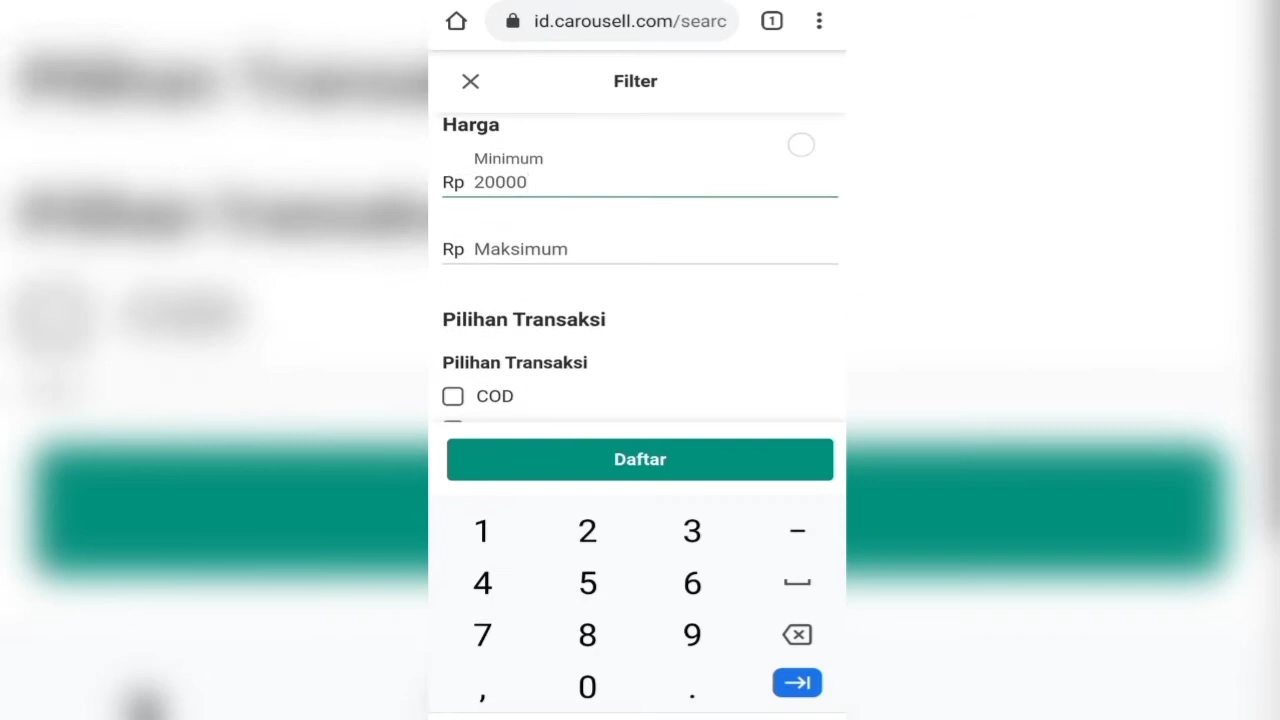 id.carousell.com/searc
1
Filter
Harga
Minimum
Rp 20000
Rp Maksimum
Pilihan Transaksi
Pilihan Transaksi
COD
Daftar
1 2 3 -
4 5 6
7 8 9
, 0 .